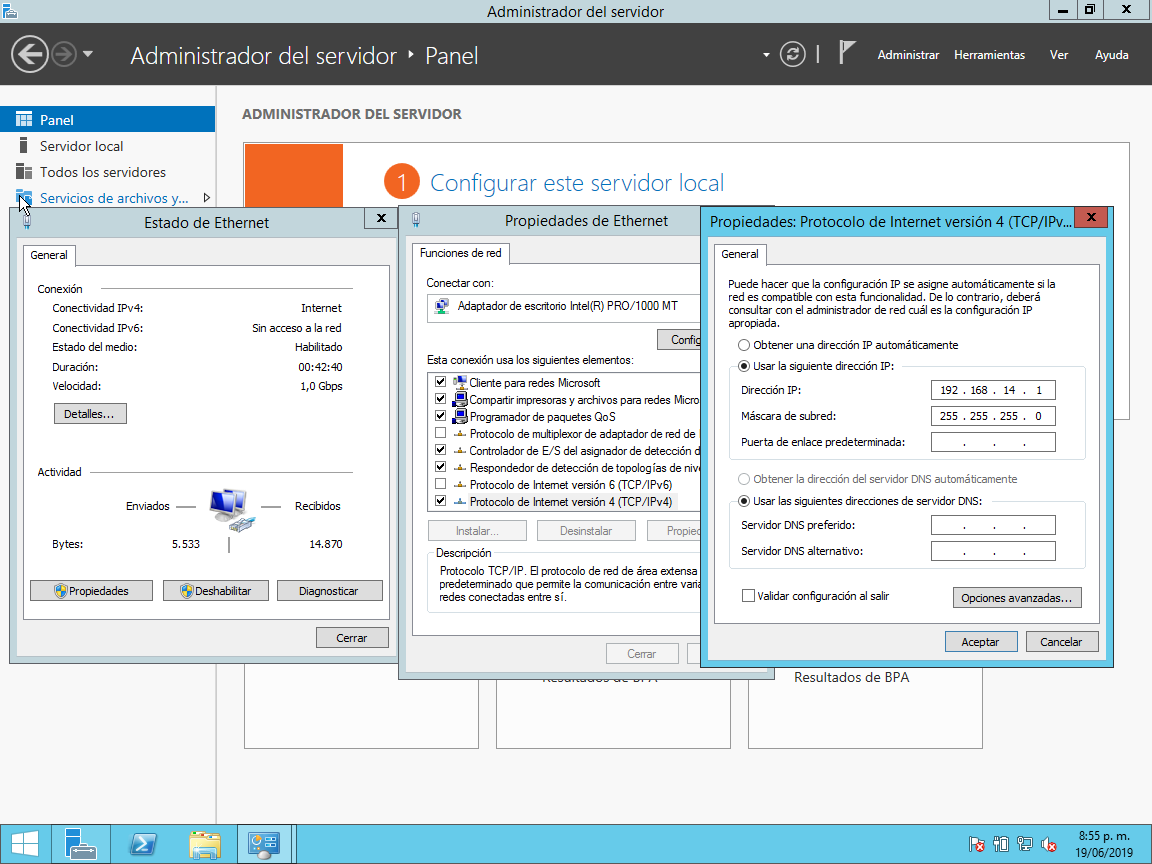 Administrador del servidor
Administrador del servidor
Panel
Administrar
Herramientas
Ver
Ayuda
Panel
Servidor local
Todos los servidores
Servicios de archivos y...
ADMINISTRADOR DEL SERVIDOR
1
Configurar este servidor local
Estado de Ethernet
General
Conexión
Conectividad IPv4: Internet
Conectividad IPv6: Sin acceso a la red
Estado del medio: Habilitado
Duración: 00:42:40
Velocidad: 1,0 Gbps
Detalles...
Actividad
Enviados
Recibidos
Bytes: 5.533 14.870
Propiedades
Deshabilitar
Diagnosticar
Cerrar
Propiedades de Ethernet
Funciones de red
Conectar con:
Adaptador de escritorio Intel(R) PRO/1000 MT
Config
Esta conexión usa los siguientes elementos:
Cliente para redes Microsoft
Compartir impresoras y archivos para redes Micro
Programador de paquetes QoS
Protocolo de multiplexor de adaptador de red de
Controlador de E/S del asignador de detección d
Respondedor de detección de topologías de nive
Protocolo de Internet versión 6 (TCP/IPv6)
Protocolo de Internet versión 4 (TCP/IPv4)
Instalar...
Desinstalar
Propied
Descripción
Protocolo TCP/IP. El protocolo de red de área extensa
predeterminado que permite la comunicación entre varia
redes conectadas entre sí.
Cerrar
Propiedades: Protocolo de Internet versión 4 (TCP/IPv...
General
Puede hacer que la configuración IP se asigne automáticamente si la
red es compatible con esta funcionalidad. De lo contrario, deberá
consultar con el administrador de red cuál es la configuración IP
apropiada.
Obtener una dirección IP automáticamente
Usar la siguiente dirección IP:
Dirección IP: 192 . 168 . 14 . 1
Máscara de subred: 255 . 255 . 255 . 0
Puerta de enlace predeterminada: . . .
Obtener la dirección del servidor DNS automáticamente
Usar las siguientes direcciones de servidor DNS:
Servidor DNS preferido: . . .
Servidor DNS alternativo: . . .
Validar configuración al salir
Opciones avanzadas...
Aceptar
Cancelar
Resultados de BPA
Resultados de BPA
8:55 p. m.
19/06/2019